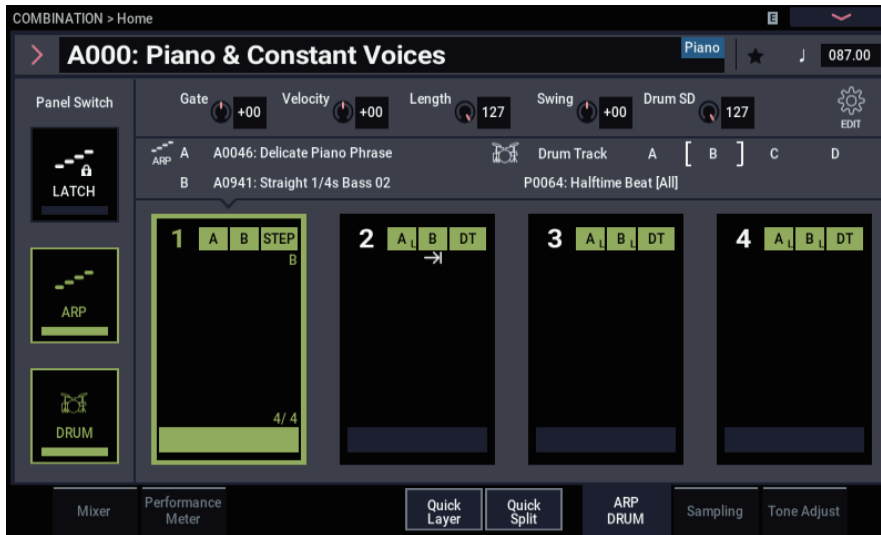 COMBINATION > Home E
A000: Piano & Constant Voices Piano ♩ 087.00
Panel Switch Gate +00 Velocity +00 Length 127 Swing +00 Drum SD 127 EDIT
ARP A A0046: Delicate Piano Phrase Drum Track A [ B ] C D
B A0941: Straight 1/4s Bass 02 P0064: Halftime Beat [All]
LATCH
1 A B STEP 2 A L B DT 3 A L B L DT 4 A L B L DT
B
ARP
4/ 4
DRUM
Mixer Performance Meter Quick Layer Quick Split ARP DRUM Sampling Tone Adjust